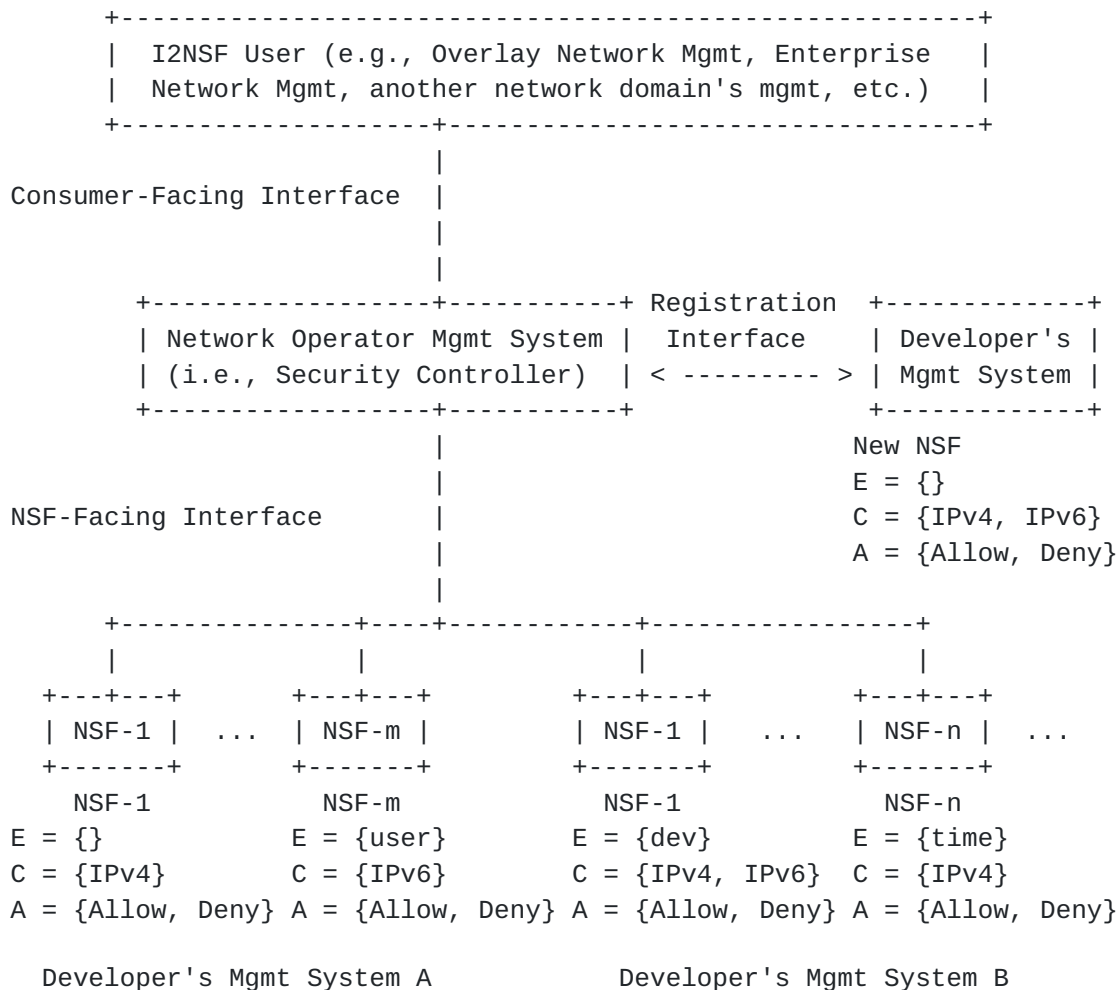 I2NSF User (e.g., Overlay Network Mgmt, Enterprise
Network Mgmt, another network domain's mgmt, etc.)
Consumer-Facing Interface
Registration
Network Operator Mgmt System Interface Developer's
(i.e., Security Controller) < --------- > Mgmt System
New NSF
E = {}
NSF-Facing Interface C = {IPv4, IPv6}
A = {Allow, Deny}
NSF-1 ... NSF-m NSF-1 ... NSF-n ...
NSF-1 NSF-m NSF-1 NSF-n
E = {} E = {user} E = {dev} E = {time}
C = {IPv4} C = {IPv6} C = {IPv4, IPv6} C = {IPv4}
A = {Allow, Deny} A = {Allow, Deny} A = {Allow, Deny} A = {Allow, Deny}
Developer's Mgmt System A Developer's Mgmt System B